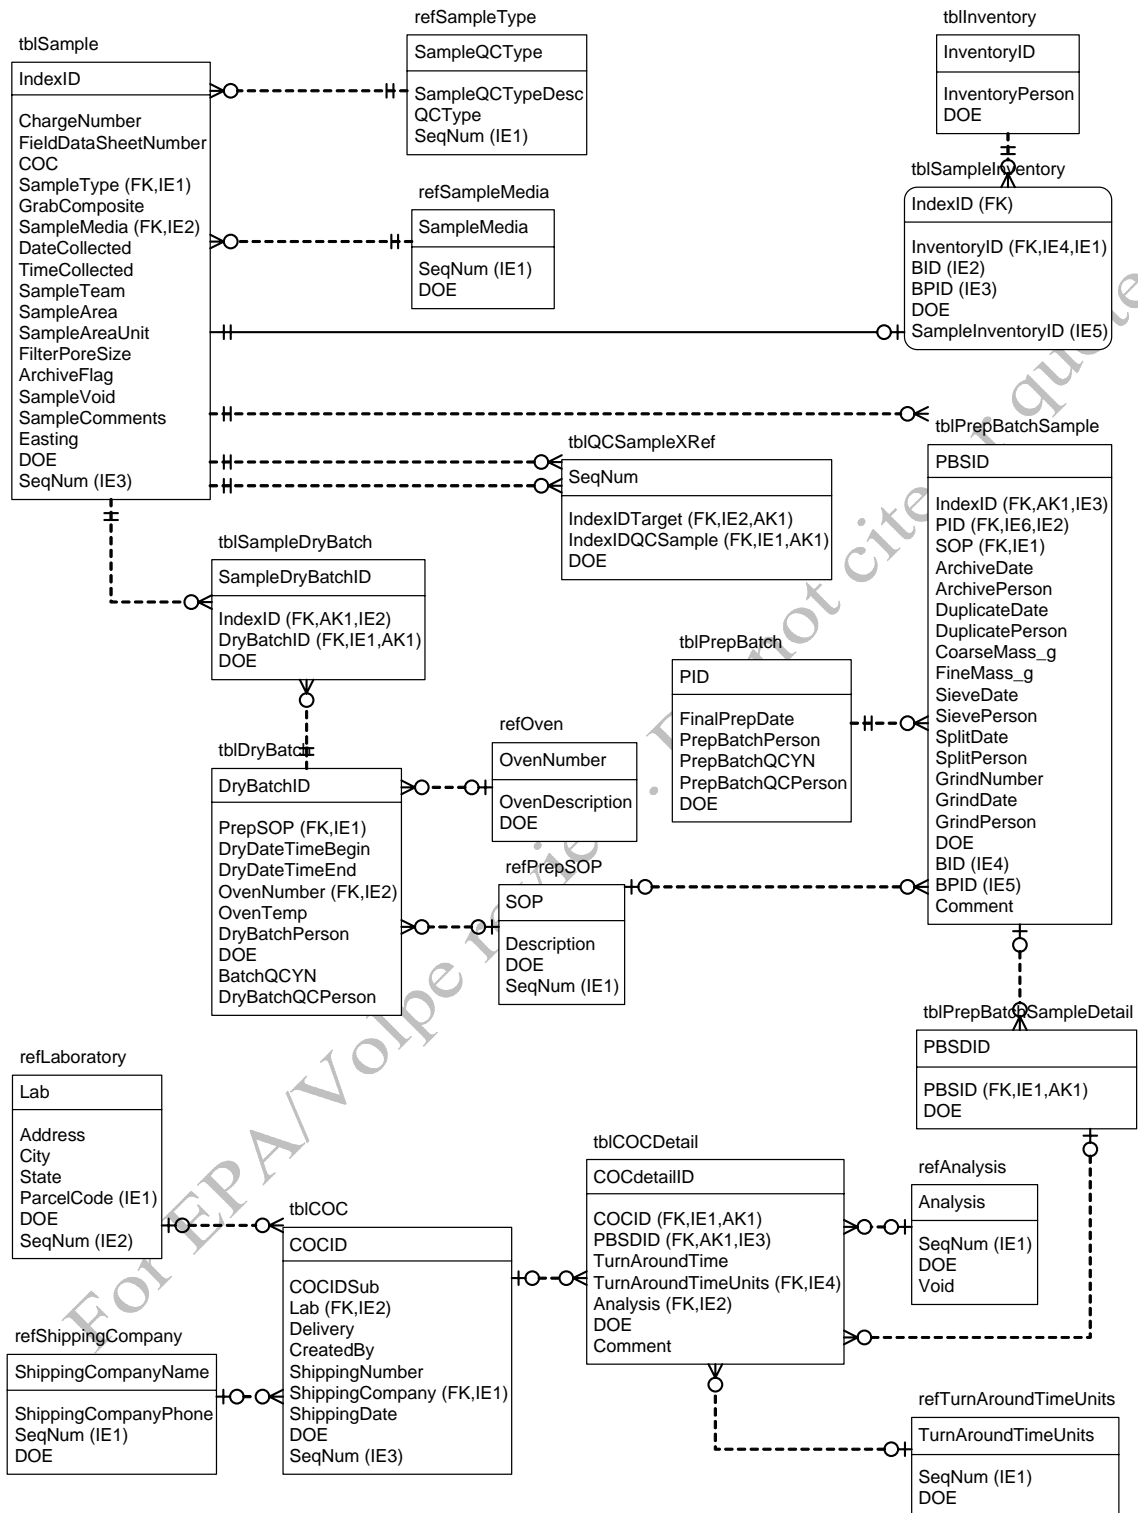 tblSample
IndexID
ChargeNumber
FieldDataSheetNumber
COC
SampleType (FK,IE1)
GrabComposite
SampleMedia (FK,IE2)
DateCollected
TimeCollected
SampleTeam
SampleArea
SampleAreaUnit
FilterPoreSize
ArchiveFlag
SampleVoid
SampleComments
Easting
DOE
SeqNum (IE3)
refSampleType
SampleQCType
SampleQCTypeDesc
QCType
SeqNum (IE1)
refSampleMedia
SampleMedia
SeqNum (IE1)
DOE
tblInventory
InventoryID
InventoryPerson
DOE
tblSampleInventory
IndexID (FK)
InventoryID (FK,IE4,IE1)
BID (IE2)
BPID (IE3)
DOE
SampleInventoryID (IE5)
tblQCSampleXRef
SeqNum
IndexIDTarget (FK,IE2,AK1)
IndexIDQCSample (FK,IE1,AK1)
DOE
tblPrepBatchSample
PBSID
IndexID (FK,AK1,IE3)
PID (FK,IE6,IE2)
SOP (FK,IE1)
ArchiveDate
ArchivePerson
DuplicateDate
DuplicatePerson
CoarseMass_g
FineMass_g
SieveDate
SievePerson
SplitDate
SplitPerson
GrindNumber
GrindDate
GrindPerson
DOE
BID (IE4)
BPID (IE5)
Comment
tblSampleDryBatch
SampleDryBatchID
IndexID (FK,AK1,IE2)
DryBatchID (FK,IE1,AK1)
DOE
tblPrepBatch
PID
FinalPrepDate
PrepBatchPerson
PrepBatchQCYN
PrepBatchQCPerson
DOE
tblDryBatch
DryBatchID
PrepSOP (FK,IE1)
DryDateTimeBegin
DryDateTimeEnd
OvenNumber (FK,IE2)
OvenTemp
DryBatchPerson
DOE
BatchQCYN
DryBatchQCPerson
refOven
OvenNumber
OvenDescription
DOE
refPrepSOP
SOP
Description
DOE
SeqNum (IE1)
tblPrepBatchSampleDetail
PBSDID
PBSID (FK,IE1,AK1)
DOE
refLaboratory
Lab
Address
City
State
ParcelCode (IE1)
DOE
SeqNum (IE2)
tblCOC
COCID
COCIDSub
Lab (FK,IE2)
Delivery
CreatedBy
ShippingNumber
ShippingCompany (FK,IE1)
ShippingDate
DOE
SeqNum (IE3)
tblCOCDetail
COCdetailID
COCID (FK,IE1,AK1)
PBSDID (FK,AK1,IE3)
TurnAroundTime
TurnAroundTimeUnits (FK,IE4)
Analysis (FK,IE2)
DOE
Comment
refAnalysis
Analysis
SeqNum (IE1)
DOE
Void
refShippingCompany
ShippingCompanyName
ShippingCompanyPhone
SeqNum (IE1)
DOE
refTurnAroundTimeUnits
TurnAroundTimeUnits
SeqNum (IE1)
DOE
For EPA/Volpe not cite